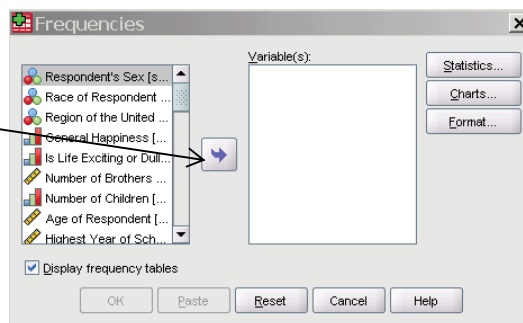 Frequencies
Variable(s):
Respondent's Sex [s...
Race of Respondent ...
Region of the United ...
General Happiness [...
Is Life Exciting or Dull...
Number of Brothers ...
Number of Children [...
Age of Respondent [...
Highest Year of Sch...
Statistics...
Charts...
Format...
Display frequency tables
OK Paste Reset Cancel Help